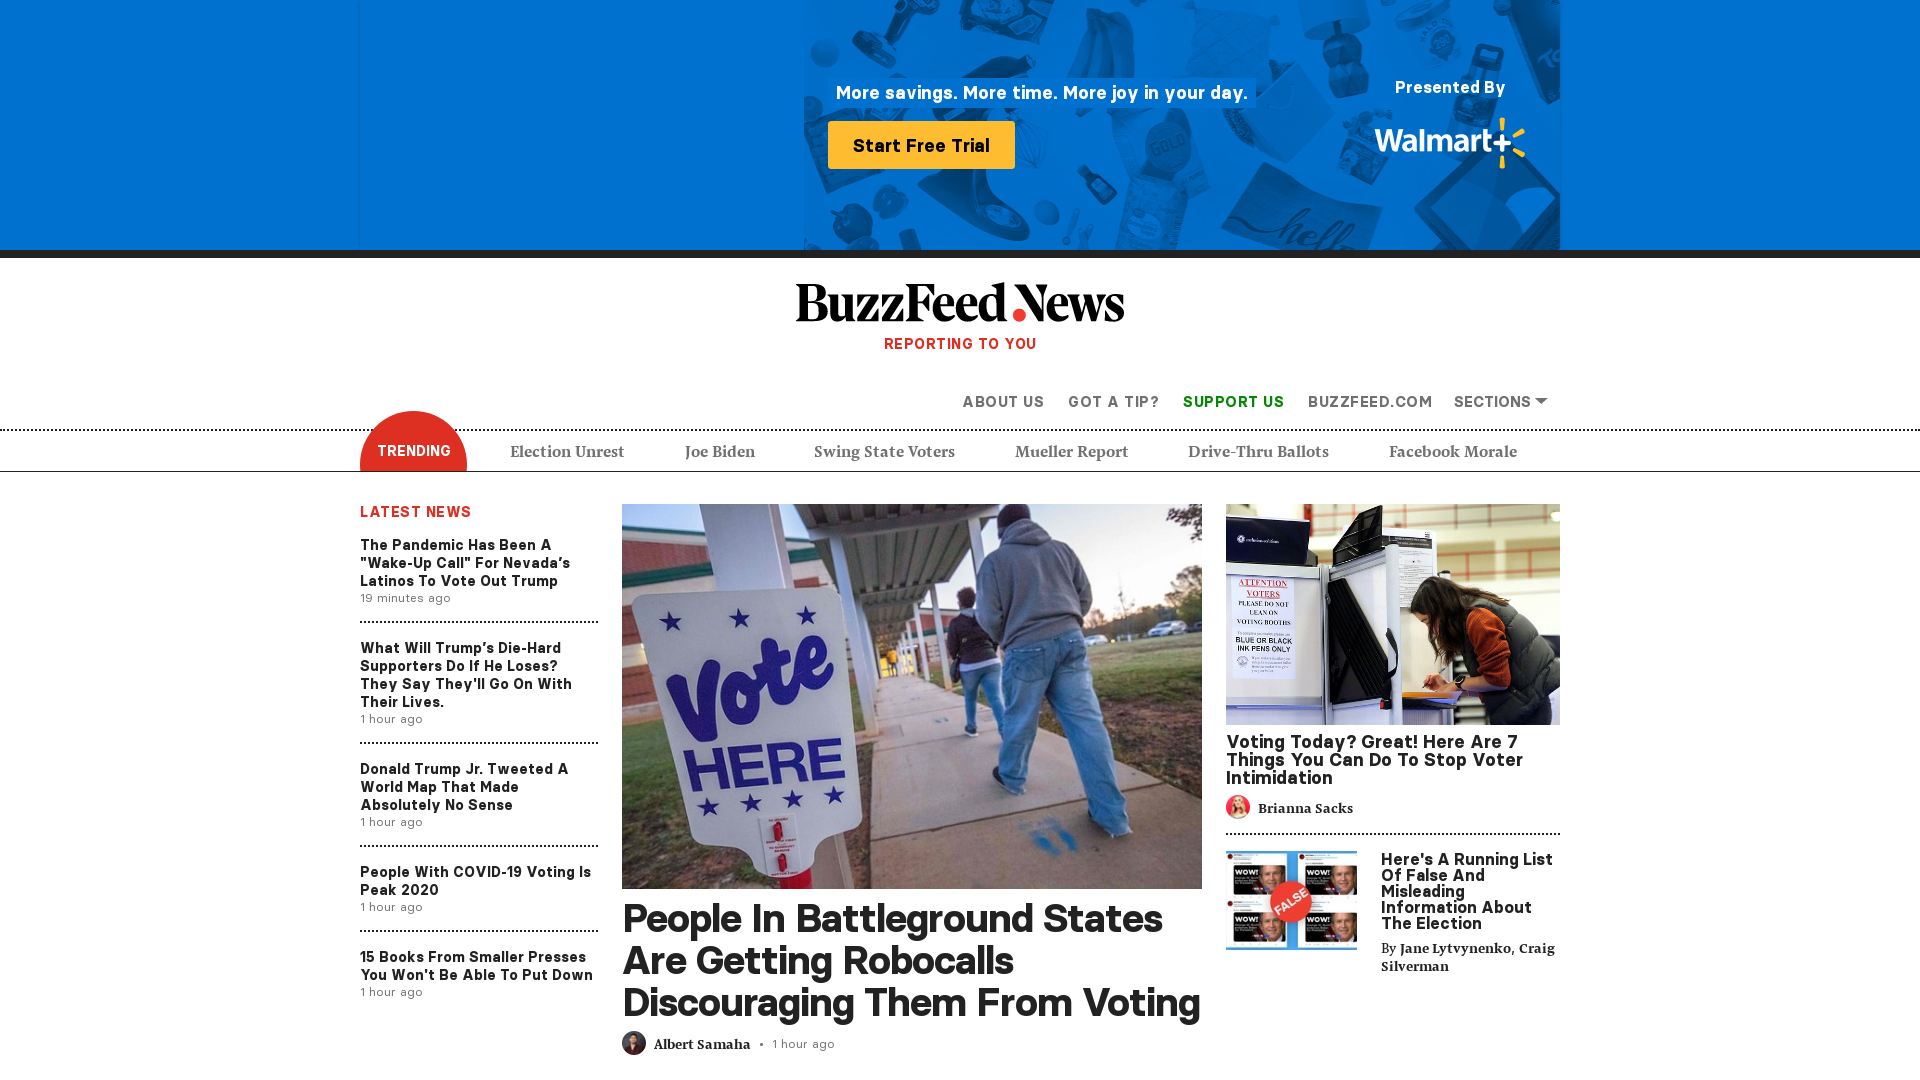 More savings. More time. More joy in your day.
Start Free Trial
Presented By
Walmart+
HALO
GOLD
hello
BuzzFeed News
REPORTING TO YOU
ABOUT US
GOT A TIP?
SUPPORT US
BUZZFEED.COM
SECTIONS
TRENDING
Election Unrest
Joe Biden
Swing State Voters
Mueller Report
Drive-Thru Ballots
Facebook Morale
LATEST NEWS
The Pandemic Has Been A
"Wake-Up Call" For Nevada’s
Latinos To Vote Out Trump
19 minutes ago
What Will Trump’s Die-Hard
Supporters Do If He Loses?
They Say They'll Go On With
Their Lives.
1 hour ago
Donald Trump Jr. Tweeted A
World Map That Made
Absolutely No Sense
1 hour ago
People With COVID-19 Voting Is
Peak 2020
1 hour ago
15 Books From Smaller Presses
You Won't Be Able To Put Down
1 hour ago
Vote
HERE
People In Battleground States
Are Getting Robocalls
Discouraging Them From Voting
Albert Samaha • 1 hour ago
ATTENTION
VOTERS
PLEASE DO NOT
LEAN ON
VOTING BOOTHS
BLUE OR BLACK
INK PENS ONLY
Voting Today? Great! Here Are 7
Things You Can Do To Stop Voter
Intimidation
Brianna Sacks
WOW!
WOW!
FALSE
WOW!
WOW!
Here's A Running List
Of False And
Misleading
Information About
The Election
By Jane Lytvynenko, Craig
Silverman